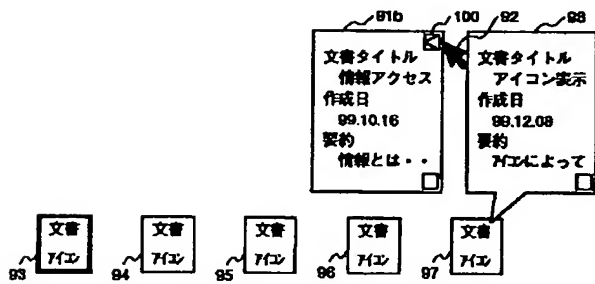 91b 100 92 98
文書タイトル
情報アクセス
作成日
99.10.16
要約
情報とは・・
文書タイトル
アイコン表示
作成日
99.12.09
要約
アイコンによって
文書
アイコン
文書
アイコン
文書
アイコン
文書
アイコン
文書
アイコン
93 94 95 96 97